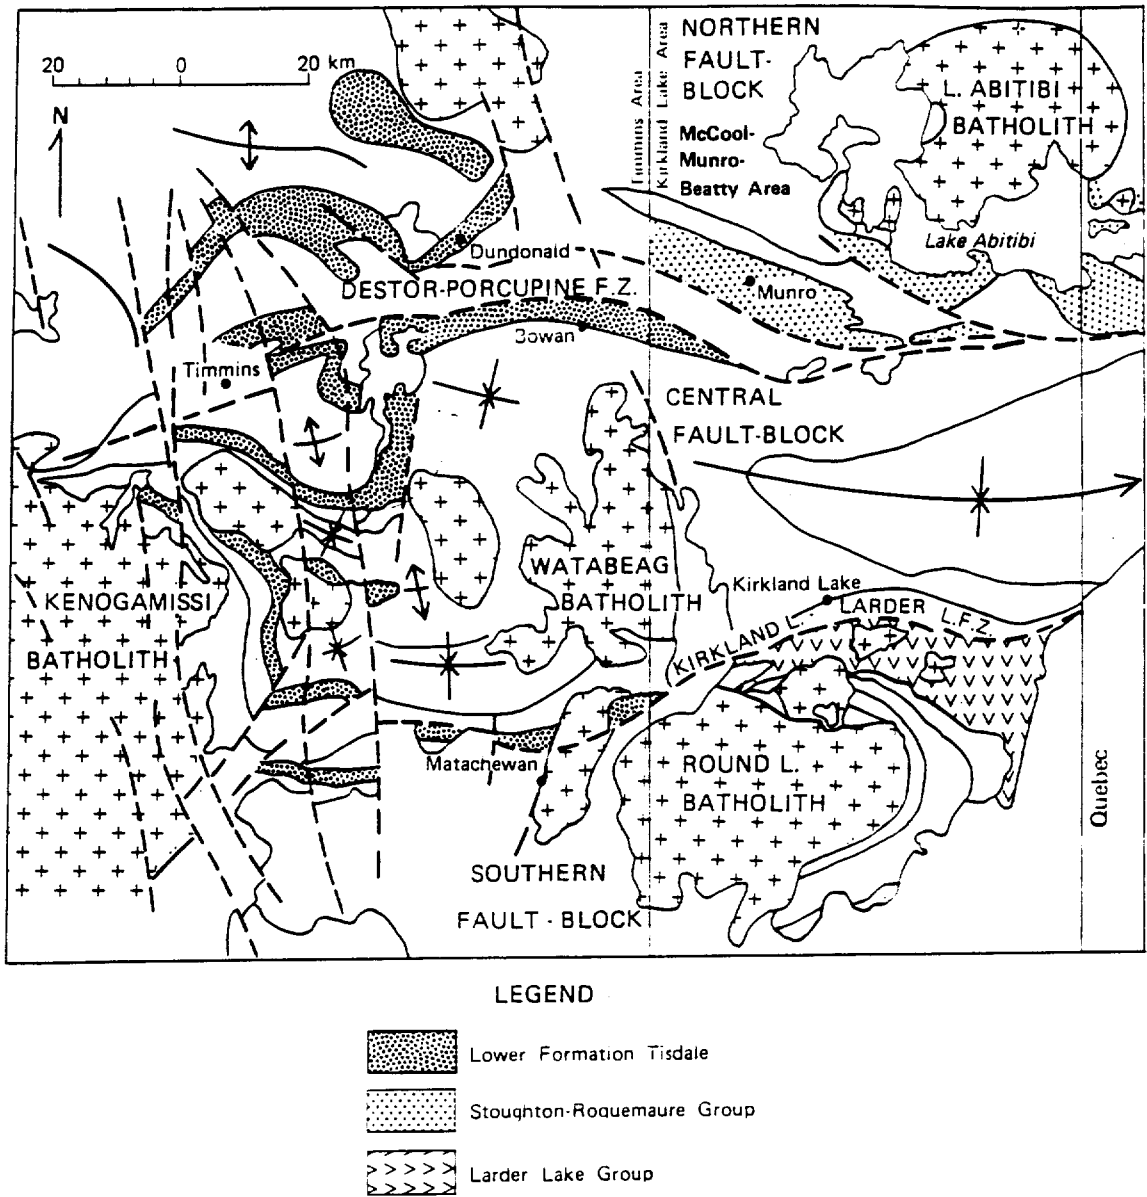 20 0 20 km
N
Timmins Area
Kirkland Lake Area
NORTHERN
FAULT-
BLOCK
McCool-
Munro-
Beatty Area
L. ABITIBI
BATHOLITH
Lake Abitibi
Dundonald
DESTOR-PORCUPINE F.Z.
Munro
Bowan
Timmins
CENTRAL
FAULT-BLOCK
WATABEAG
BATHOLITH
KENOGAMISSI
BATHOLITH
Kirkland Lake
KIRKLAND L. LARDER L.F.Z.
Matachewan
ROUND L.
BATHOLITH
Quebec
SOUTHERN
FAULT - BLOCK
LEGEND
Lower Formation Tisdale
Stoughton-Roquemaure Group
Larder Lake Group